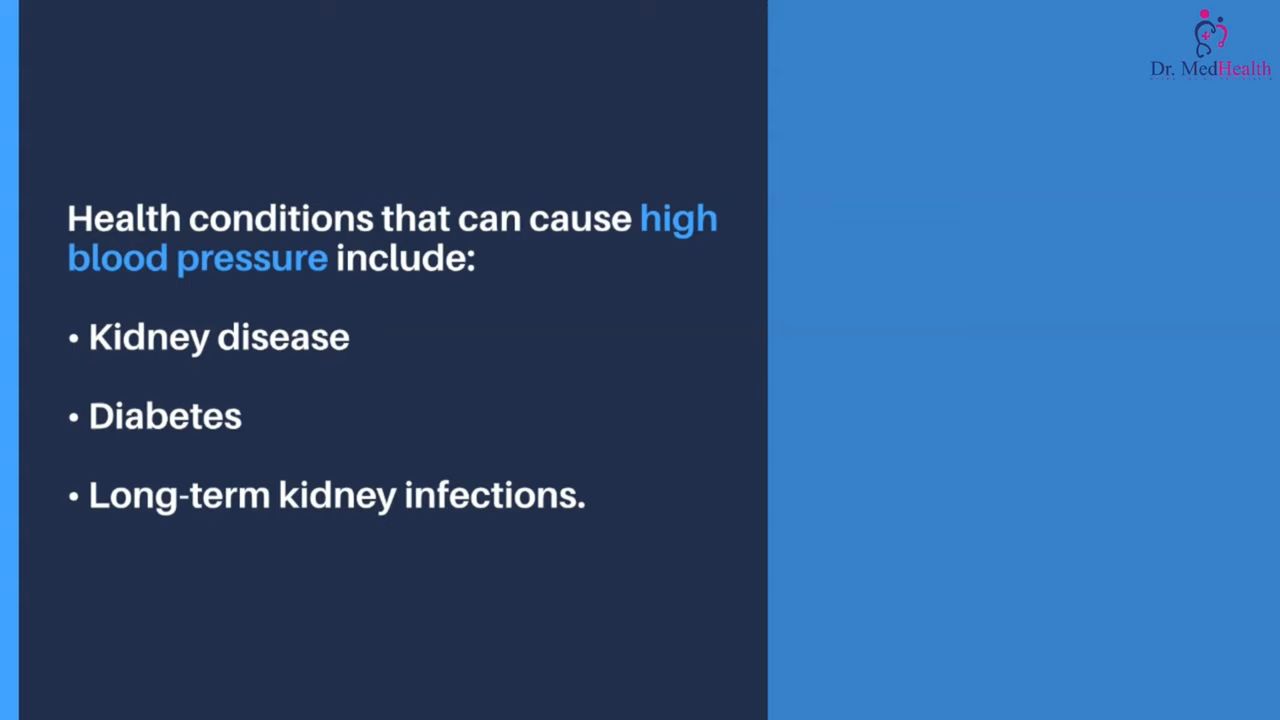 Dr. MedHealth
Health conditions that can cause high
blood pressure include:
• Kidney disease
• Diabetes
• Long-term kidney infections.